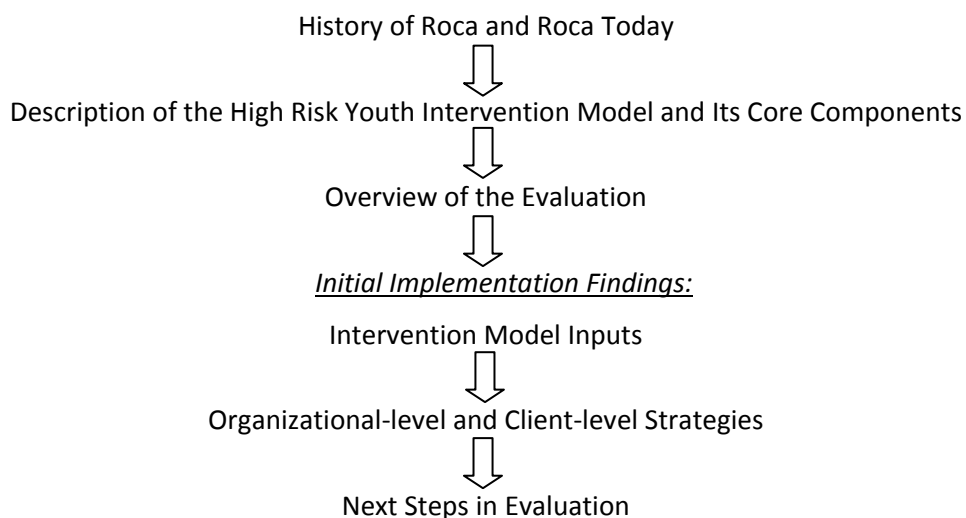 History of Roca and Roca Today
Description of the High Risk Youth Intervention Model and Its Core Components
Overview of the Evaluation
Initial Implementation Findings:
Intervention Model Inputs
Organizational-level and Client-level Strategies
Next Steps in Evaluation